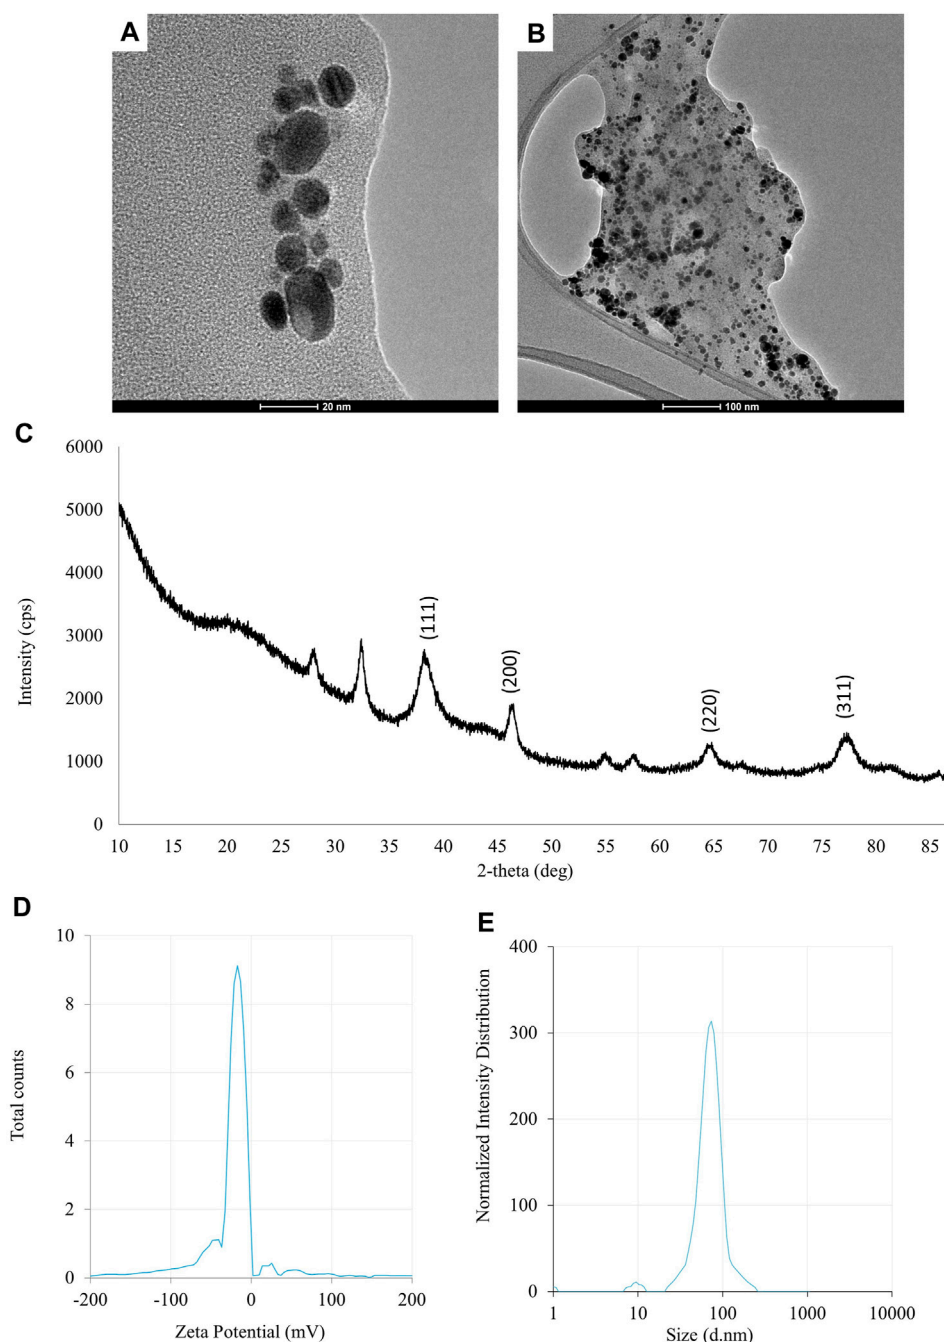 A
B
20 nm
100 nm
C
6000
5000
4000
3000
2000
1000
0
Intensity (cps)
(111)
(200)
(220)
(311)
10 15 20 25 30 35 40 45 50 55 60 65 70 75 80 85
2-theta (deg)
D
10
8
6
4
2
0
Total counts
-200 -100 0 100 200
Zeta Potential (mV)
E
400
300
200
100
0
Normalized Intensity Distribution
1 10 100 1000 10000
Size (d.nm)